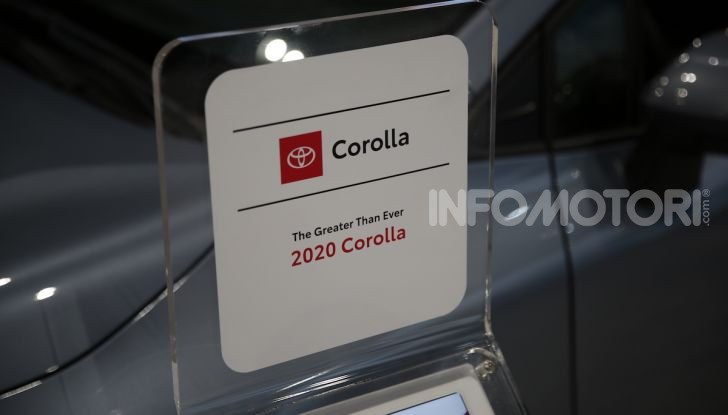 Corolla
The Greater Than Ever
2020 Corolla
INFOMOTORI.com®